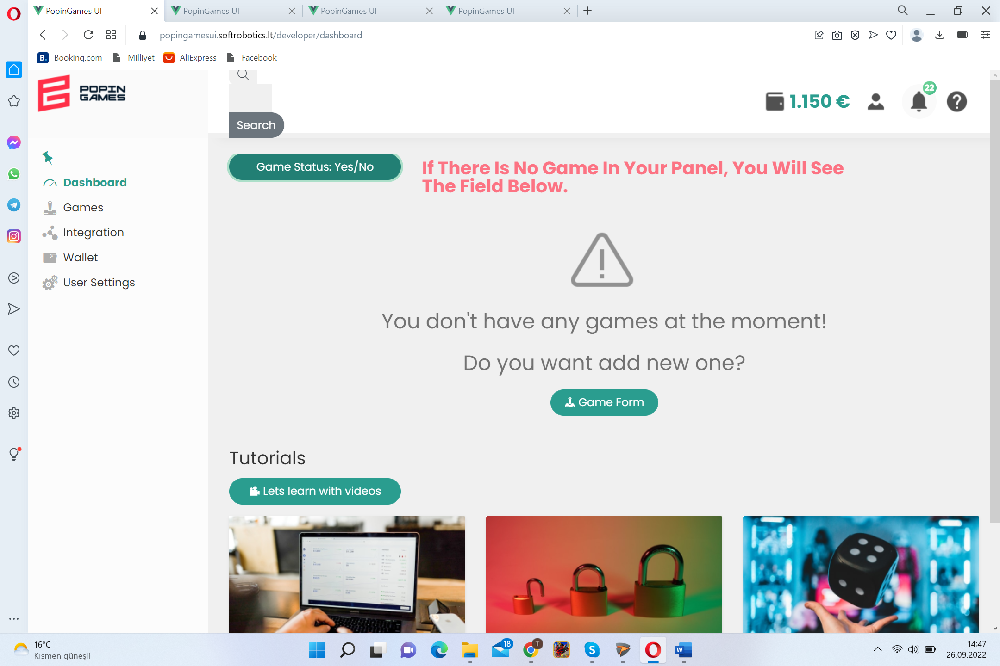 PopinGames UI
PopinGames UI
PopinGames UI
PopinGames UI
popingamesui.softrobotics.lt/developer/dashboard
B.
Booking.com
Milliyet
AliExpress
Facebook
POPIN
GAMES
Search
1.150 €
22
Game Status: Yes/No
If There Is No Game In Your Panel, You Will See
The Field Below.
Dashboard
Games
Integration
Wallet
User Settings
You don't have any games at the moment!
Do you want add new one?
Game Form
Tutorials
Lets learn with videos
16°C
Kısmen güneşli
18
T
S
W
14:47
26.09.2022